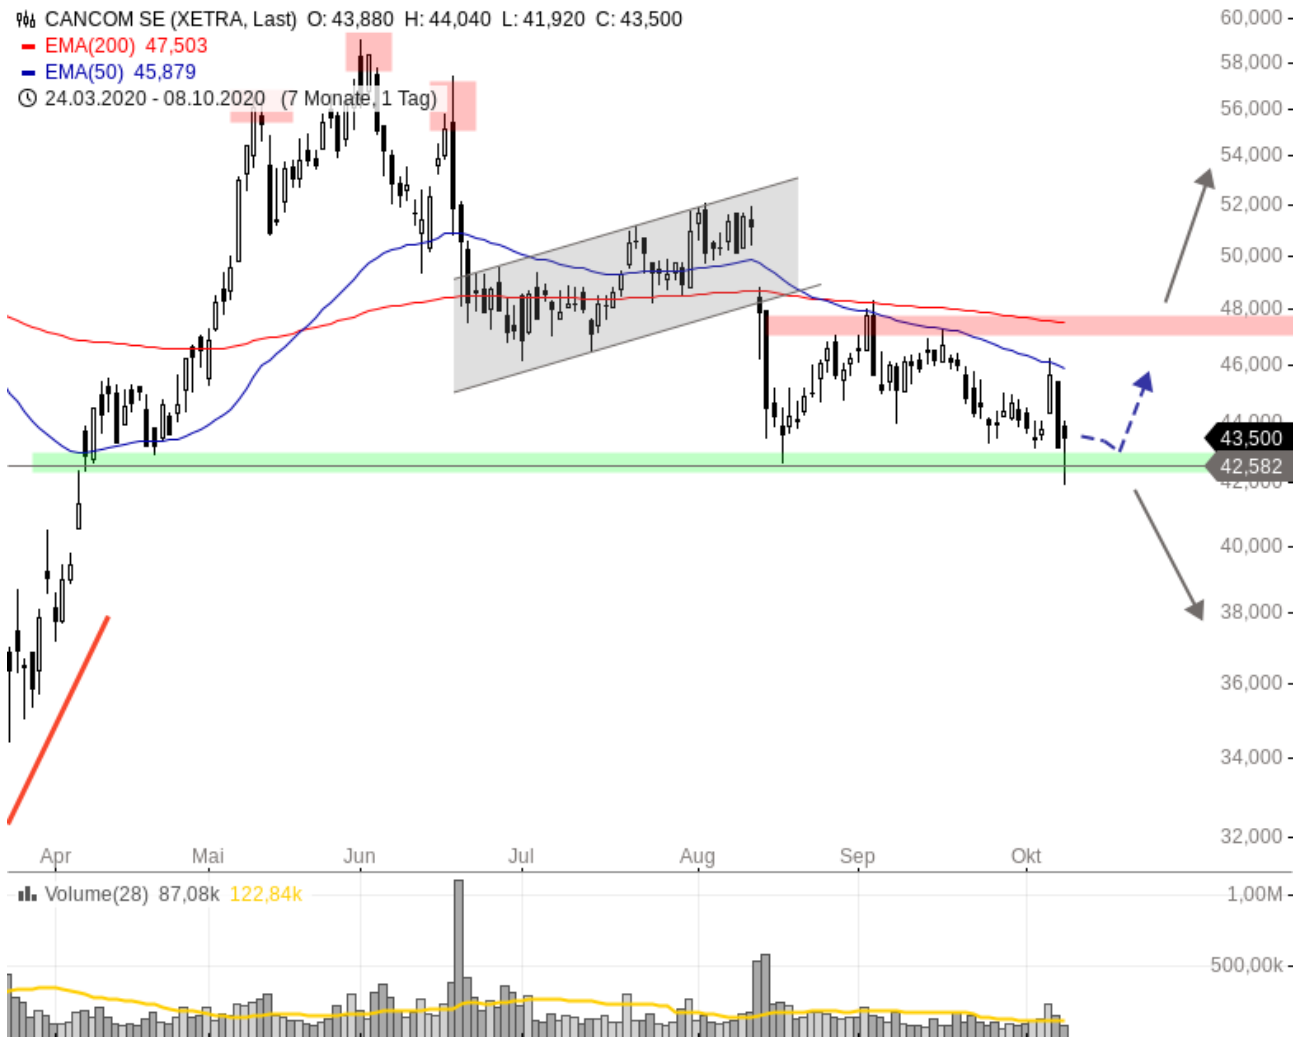 CANCOM SE (XETRA, Last) O: 43,880 H: 44,040 L: 41,920 C: 43,500
EMA(200) 47,503
EMA(50) 45,879
24.03.2020 - 08.10.2020 (7 Monate, 1 Tag)
60,000
58,000
56,000
54,000
52,000
50,000
48,000
46,000
44,000
43,500
42,582
42,000
40,000
38,000
36,000
34,000
32,000
Apr Mai Jun Jul Aug Sep Okt
Volume(28) 87,08k 122,84k
1,00M
500,00k